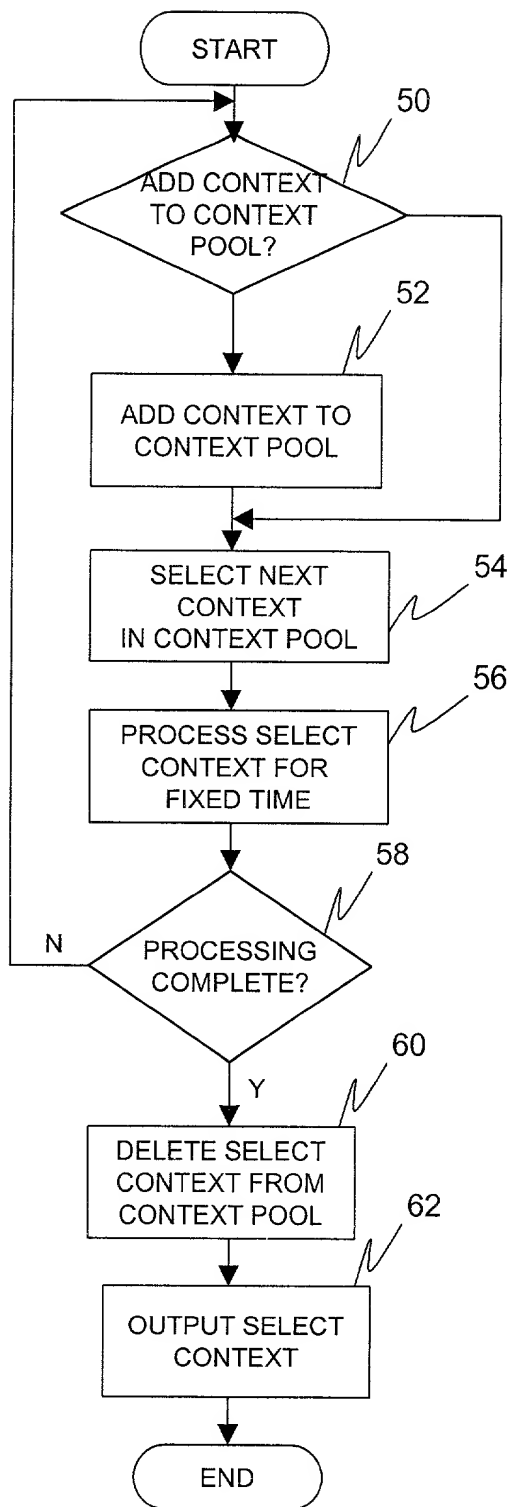 START
50
ADD CONTEXT
TO CONTEXT
POOL?
52
ADD CONTEXT TO
CONTEXT POOL
54
SELECT NEXT
CONTEXT
IN CONTEXT POOL
56
PROCESS SELECT
CONTEXT FOR
FIXED TIME
58
N
PROCESSING
COMPLETE?
Y
60
DELETE SELECT
CONTEXT FROM
CONTEXT POOL
62
OUTPUT SELECT
CONTEXT
END